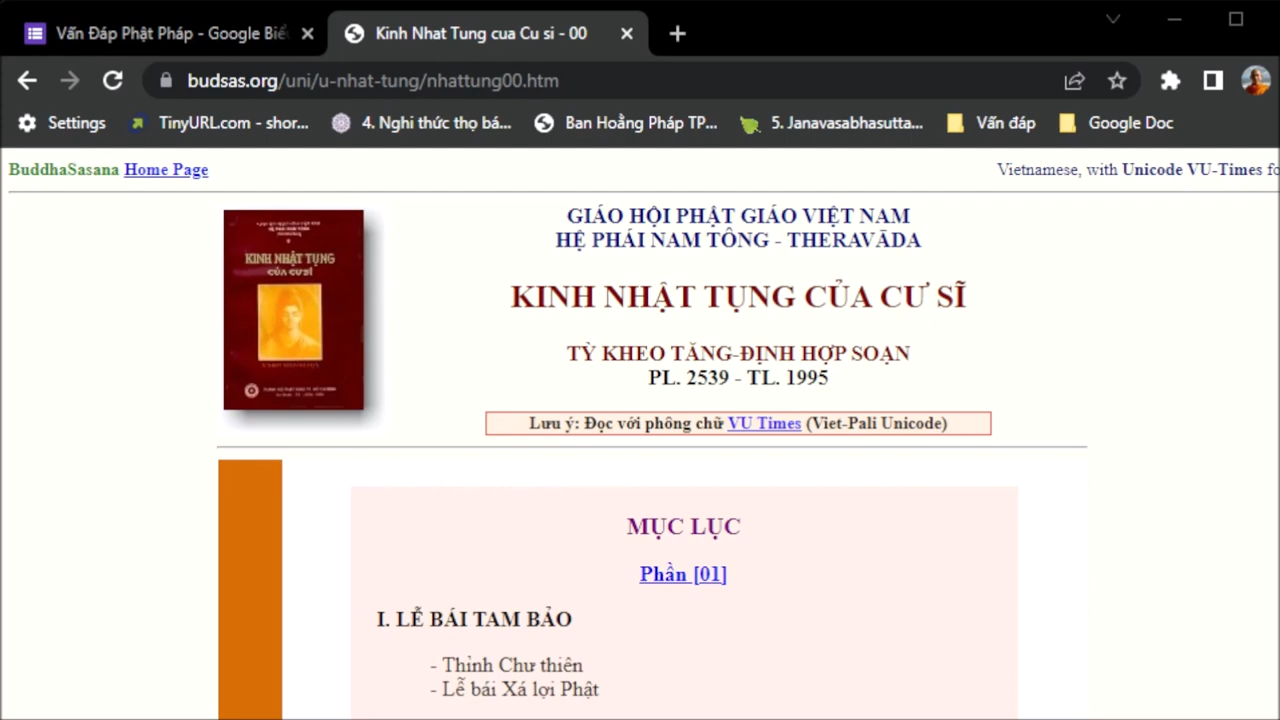 Vấn Đáp Phật Pháp - Google Biể
Kinh Nhat Tung cua Cu si - 00
budsas.org/uni/u-nhat-tung/nhattung00.htm
Settings
TinyURL.com - shor...
4. Nghi thức thọ bá...
Ban Hoằng Pháp TP...
5. Janavasabhasutta...
Vấn đáp
Google Doc
BuddhaSasana Home Page
Vietnamese, with Unicode VU-Times fo
KINH NHẬT TỤNG
CỦA CƯ SĨ
GIÁO HỘI PHẬT GIÁO VIỆT NAM
HỆ PHÁI NAM TÔNG - THERAVĀDA
KINH NHẬT TỤNG CỦA CƯ SĨ
TỲ KHEO TĂNG-ĐỊNH HỢP SOẠN
PL. 2539 - TL. 1995
Lưu ý: Đọc với phông chữ VU Times (Viet-Pali Unicode)
MỤC LỤC
Phần [01]
I. LỄ BÁI TAM BẢO
- Thỉnh Chư thiên
- Lễ bái Xá lợi Phật